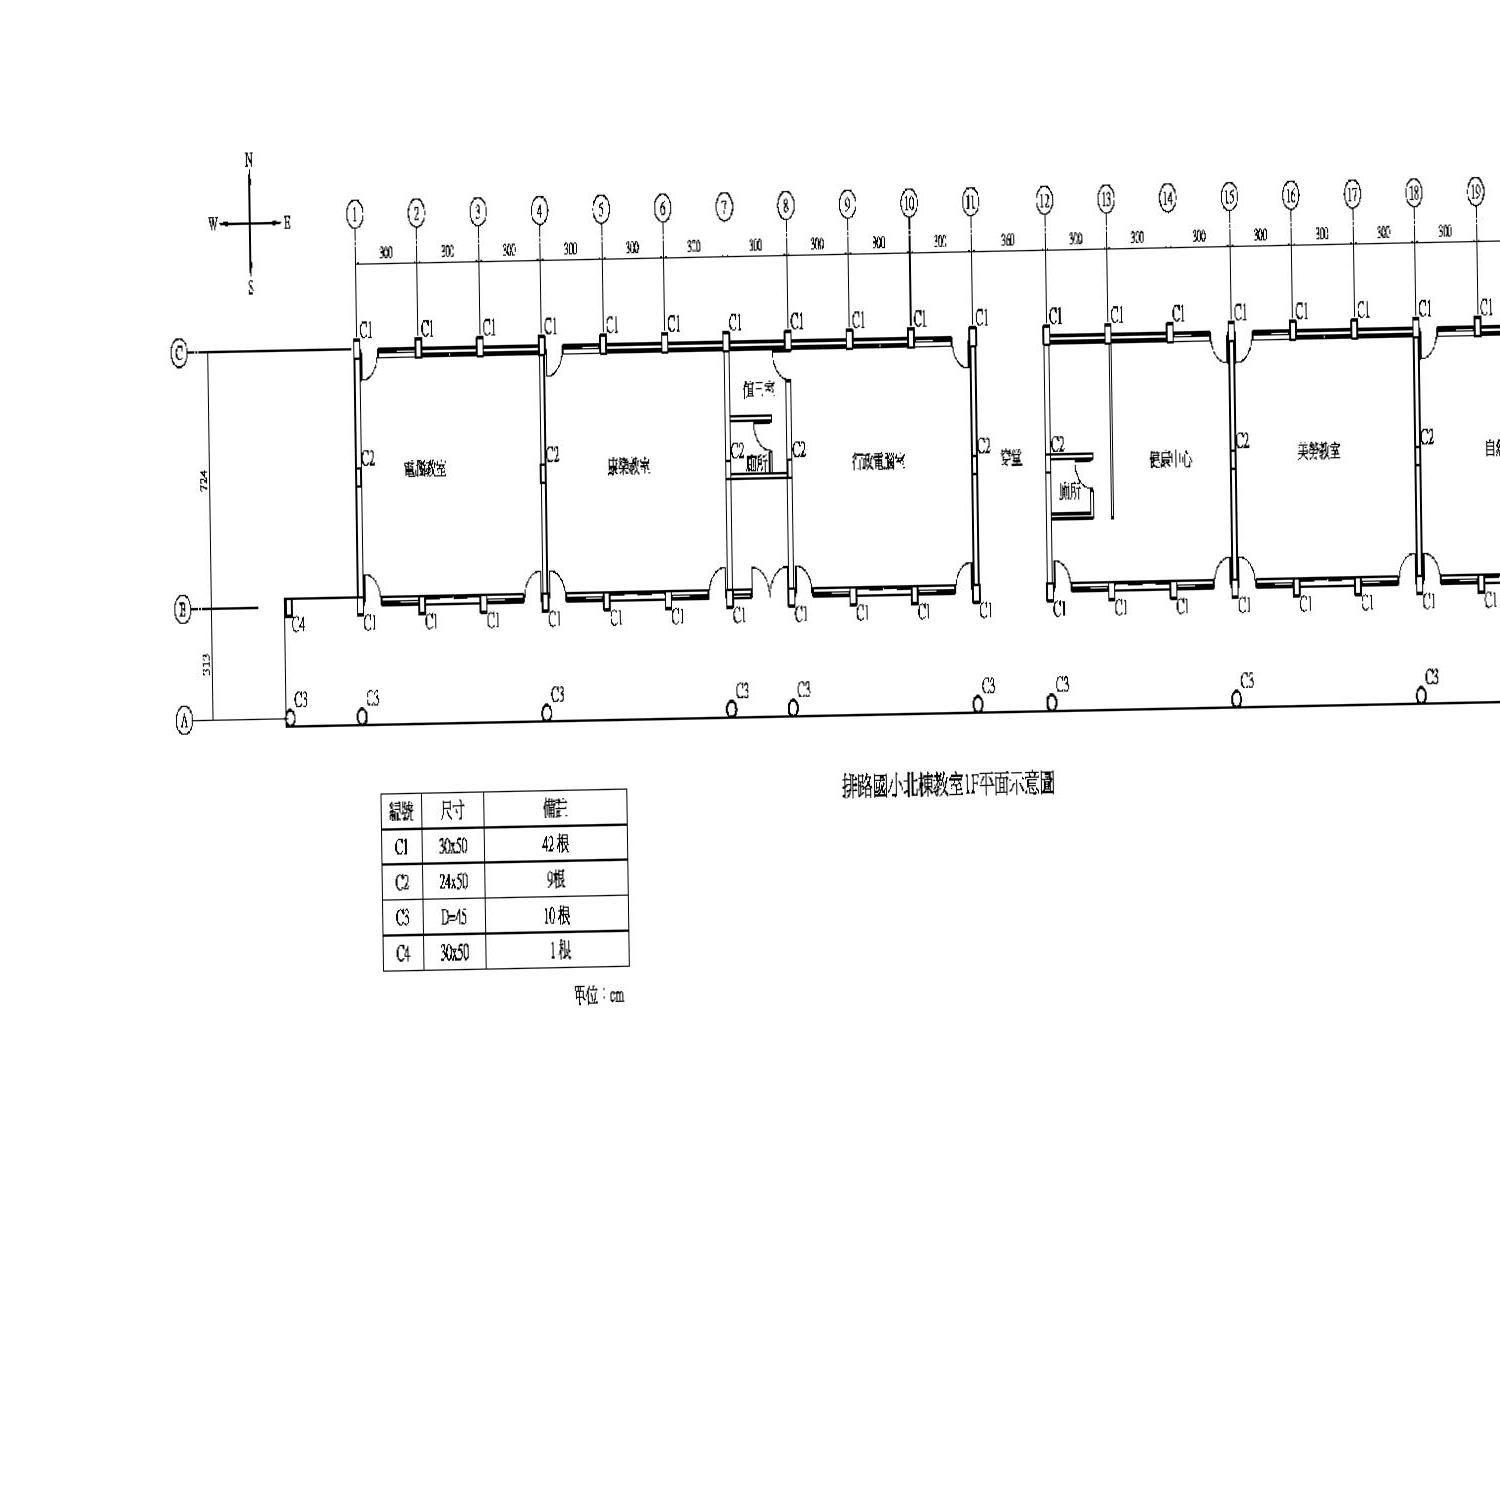 N
W E
S
1 2 3 4 5 6 7 8 9 10 11 12 13 14 15 16 17 18 19
300 300 300 300 300 300 300 300 300 300 360 300 300 300 300 300 300 300
C1 C1 C1 C1 C1 C1 C1 C1 C1 C1 C1 C1 C1 C1 C1 C1 C1 C1 C1
C
廁所
C2 C2 C2 C2 C2 C2 C2 C2
724
電腦教室 康樂教室 廁所 行政電腦室 穿堂 健康中心 美勞教室
B
C4 C1 C1 C1 C1 C1 C1 C1 C1 C1 C1 C1 C1 C1 C1 C1 C1 C1 C1 C1
313
C3 C3 C3 C3 C3 C3 C3 C3 C3
A
排路國小北棟教室1F平面示意圖
編號 尺寸 備註
C1 30x50 42根
C2 24x50 9根
C3 D=45 10根
C4 30x50 1根
單位：cm